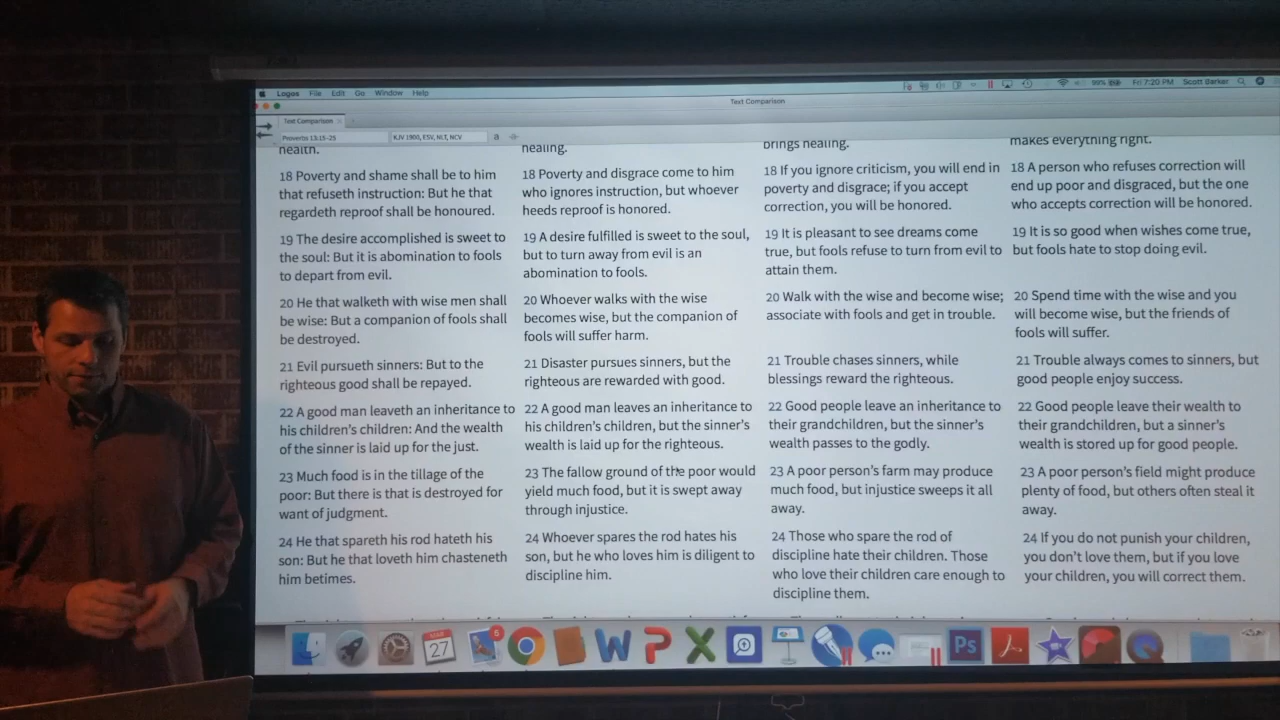 Logos File Edit Go Window Help
Fri 7:20 PM Scott Barker
Text Comparison
Text Comparison
Proverbs 13:15-25
KJV 1900, ESV, NLT, NCV
health.
18 Poverty and shame shall be to him
that refuseth instruction: But he that
regardeth reproof shall be honoured.
19 The desire accomplished is sweet to
the soul: But it is abomination to fools
to depart from evil.
20 He that walketh with wise men shall
be wise: But a companion of fools shall
be destroyed.
21 Evil pursueth sinners: But to the
righteous good shall be repayed.
22 A good man leaveth an inheritance to
his children's children: And the wealth
of the sinner is laid up for the just.
23 Much food is in the tillage of the
poor: But there is that is destroyed for
want of judgment.
24 He that spareth his rod hateth his
son: But he that loveth him chasteneth
him betimes.
healing.
18 Poverty and disgrace come to him
who ignores instruction, but whoever
heeds reproof is honored.
19 A desire fulfilled is sweet to the soul,
but to turn away from evil is an
abomination to fools.
20 Whoever walks with the wise
becomes wise, but the companion of
fools will suffer harm.
21 Disaster pursues sinners, but the
righteous are rewarded with good.
22 A good man leaves an inheritance to
his children's children, but the sinner's
wealth is laid up for the righteous.
23 The fallow ground of the poor would
yield much food, but it is swept away
through injustice.
24 Whoever spares the rod hates his
son, but he who loves him is diligent to
discipline him.
brings healing.
18 If you ignore criticism, you will end in
poverty and disgrace; if you accept
correction, you will be honored.
19 It is pleasant to see dreams come
true, but fools refuse to turn from evil to
attain them.
20 Walk with the wise and become wise;
associate with fools and get in trouble.
21 Trouble chases sinners, while
blessings reward the righteous.
22 Good people leave an inheritance to
their grandchildren, but the sinner's
wealth passes to the godly.
23 A poor person's farm may produce
much food, but injustice sweeps it all
away.
24 Those who spare the rod of
discipline hate their children. Those
who love their children care enough to
discipline them.
makes everything right.
18 A person who refuses correction will
end up poor and disgraced, but the one
who accepts correction will be honored.
19 It is so good when wishes come true,
but fools hate to stop doing evil.
20 Spend time with the wise and you
will become wise, but the friends of
fools will suffer.
21 Trouble always comes to sinners, but
good people enjoy success.
22 Good people leave their wealth to
their grandchildren, but a sinner's
wealth is stored up for good people.
23 A poor person's field might produce
plenty of food, but others often steal it
away.
24 If you do not punish your children,
you don't love them, but if you love
your children, you will correct them.
27
5
W
P
X
Ps